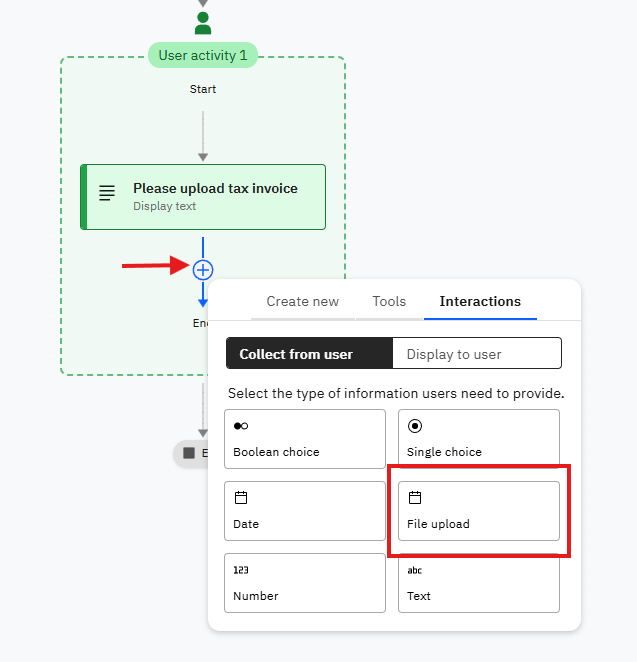 User activity 1
Start
Please upload tax invoice
Display text
Create new Tools Interactions
Collect from user Display to user
Select the type of information users need to provide.
Boolean choice Single choice
Date File upload
123 abc
Number Text